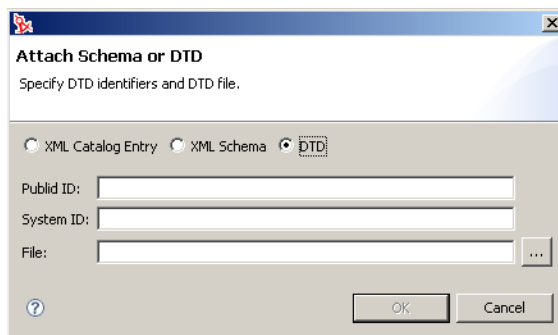 Attach Schema or DTD
Specify DTD identifiers and DTD file.
XML Catalog Entry XML Schema DTD
Publid ID:
System ID:
File:
...
OK Cancel